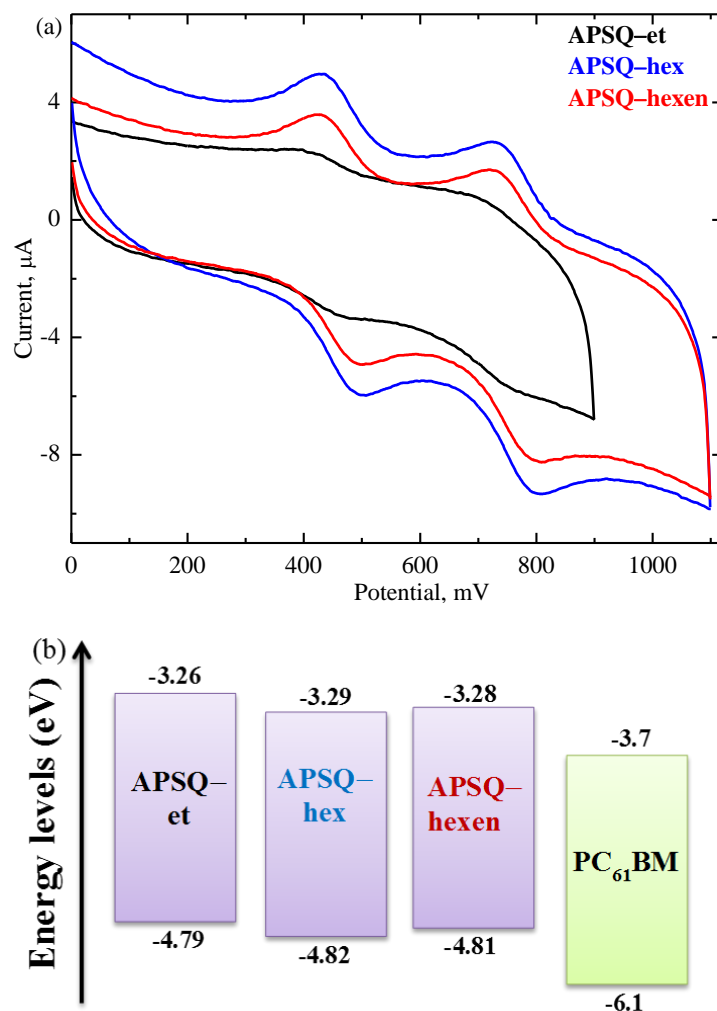 (a)
APSQ–et
APSQ–hex
APSQ–hexen
4
0
-4
-8
Current, µA
0 200 400 600 800 1000
Potential, mV
(b)
Energy levels (eV)
-3.26
-3.29
-3.28
-3.7
APSQ–
et
APSQ–
hex
APSQ–
hexen
PC₆₁BM
-4.79
-4.82
-4.81
-6.1